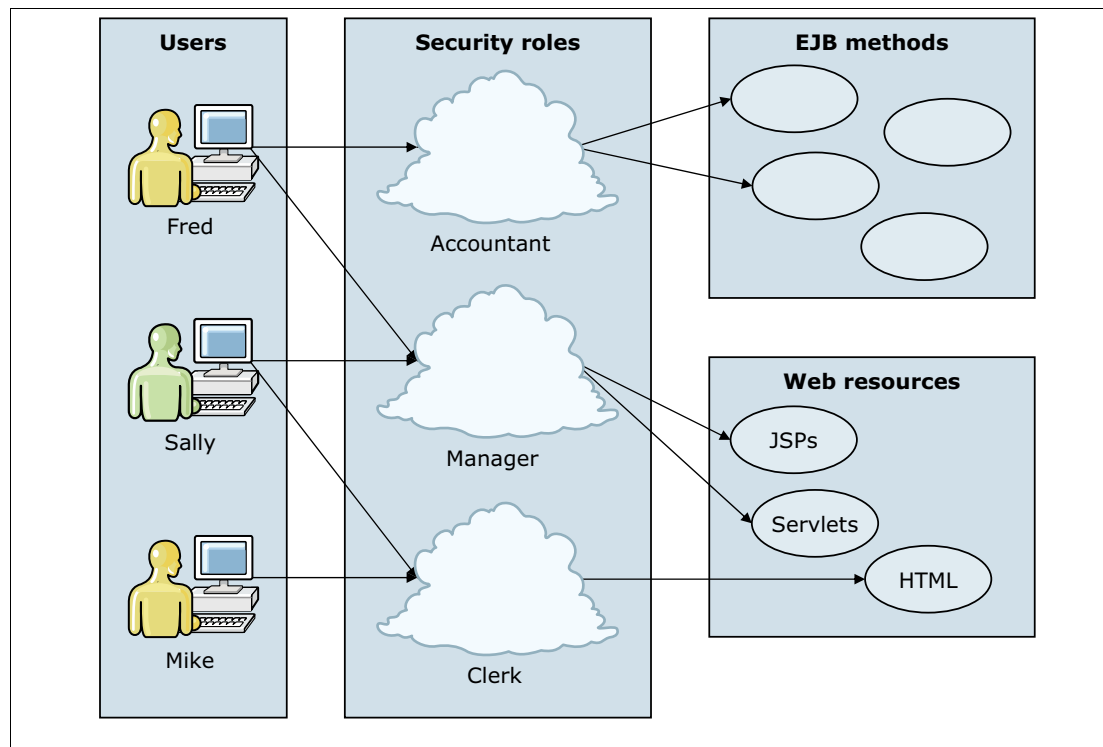 Users
Fred
Sally
Mike
Security roles
Accountant
Manager
Clerk
EJB methods
Web resources
JSPs
Servlets
HTML